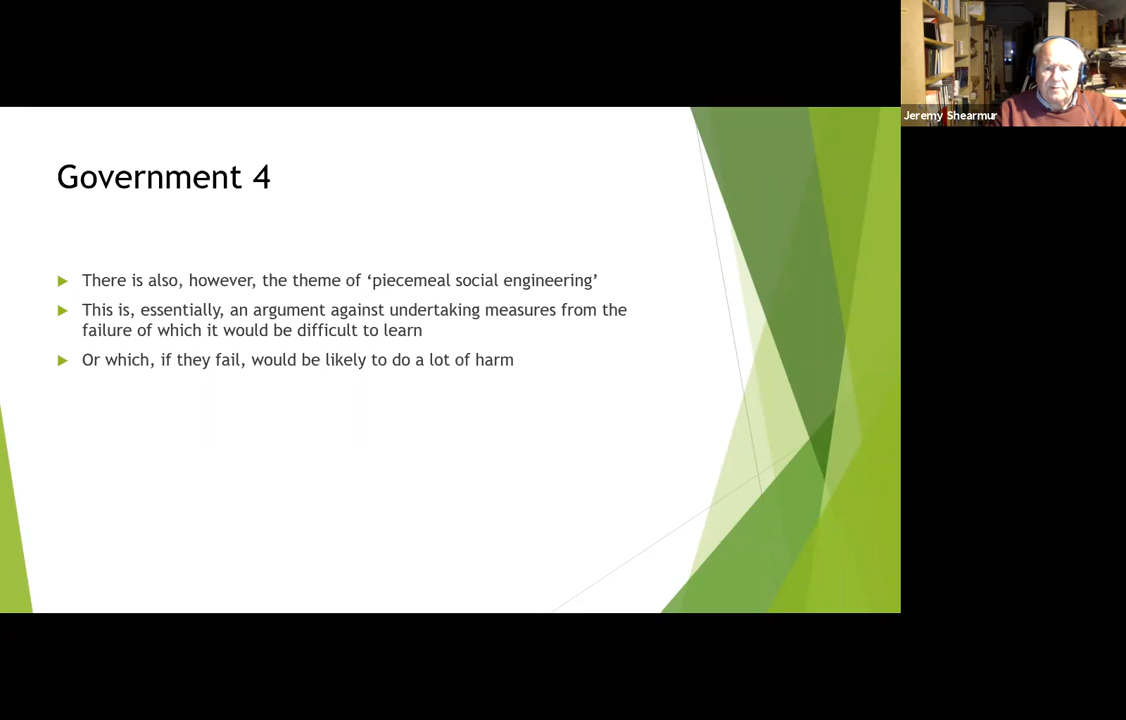 Jeremy Shearmur
Government 4
There is also, however, the theme of ‘piecemeal social engineering’
This is, essentially, an argument against undertaking measures from the
failure of which it would be difficult to learn
Or which, if they fail, would be likely to do a lot of harm